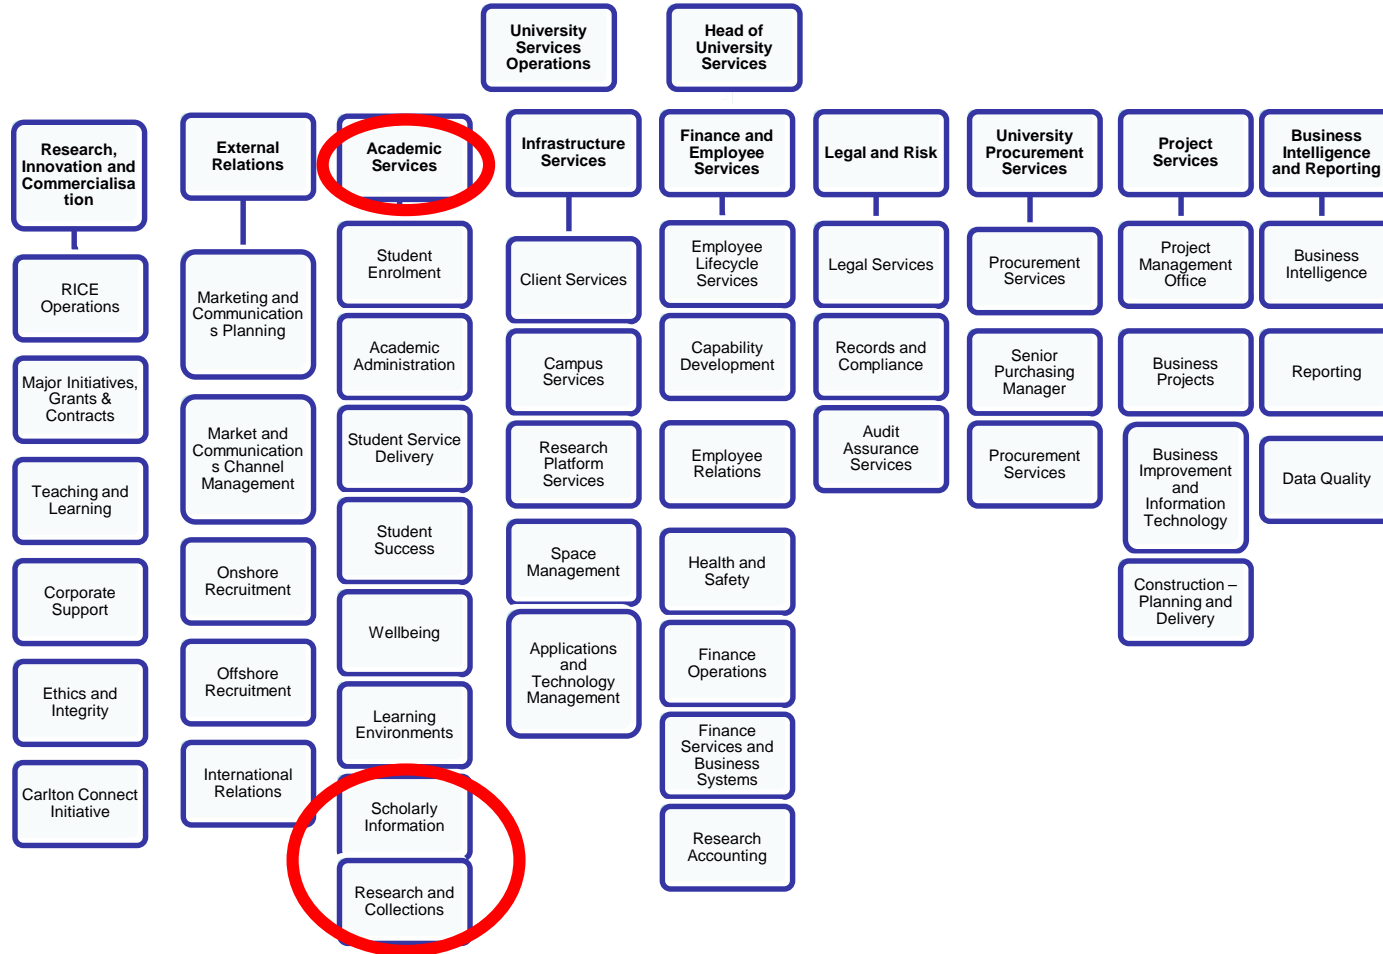 University
Services
Operations
Head of
University
Services
Research,
Innovation and
Commercialisa
tion
RICE
Operations
Major Initiatives,
Grants &
Contracts
Teaching and
Learning
Corporate
Support
Ethics and
Integrity
Carlton Connect
Initiative
External
Relations
Marketing and
Communication
s Planning
Market and
Communication
s Channel
Management
Onshore
Recruitment
Offshore
Recruitment
International
Relations
Academic
Services
Student
Enrolment
Academic
Administration
Student Service
Delivery
Student
Success
Wellbeing
Learning
Environments
Scholarly
Information
Research and
Collections
Infrastructure
Services
Client Services
Campus
Services
Research
Platform
Services
Space
Management
Applications
and
Technology
Management
Finance and
Employee
Services
Employee
Lifecycle
Services
Capability
Development
Employee
Relations
Health and
Safety
Finance
Operations
Finance
Services and
Business
Systems
Research
Accounting
Legal and Risk
Legal Services
Records and
Compliance
Audit
Assurance
Services
University
Procurement
Services
Procurement
Services
Senior
Purchasing
Manager
Procurement
Services
Project
Services
Project
Management
Office
Business
Projects
Business
Improvement
and
Information
Technology
Construction –
Planning and
Delivery
Business
Intelligence
and Reporting
Business
Intelligence
Reporting
Data Quality